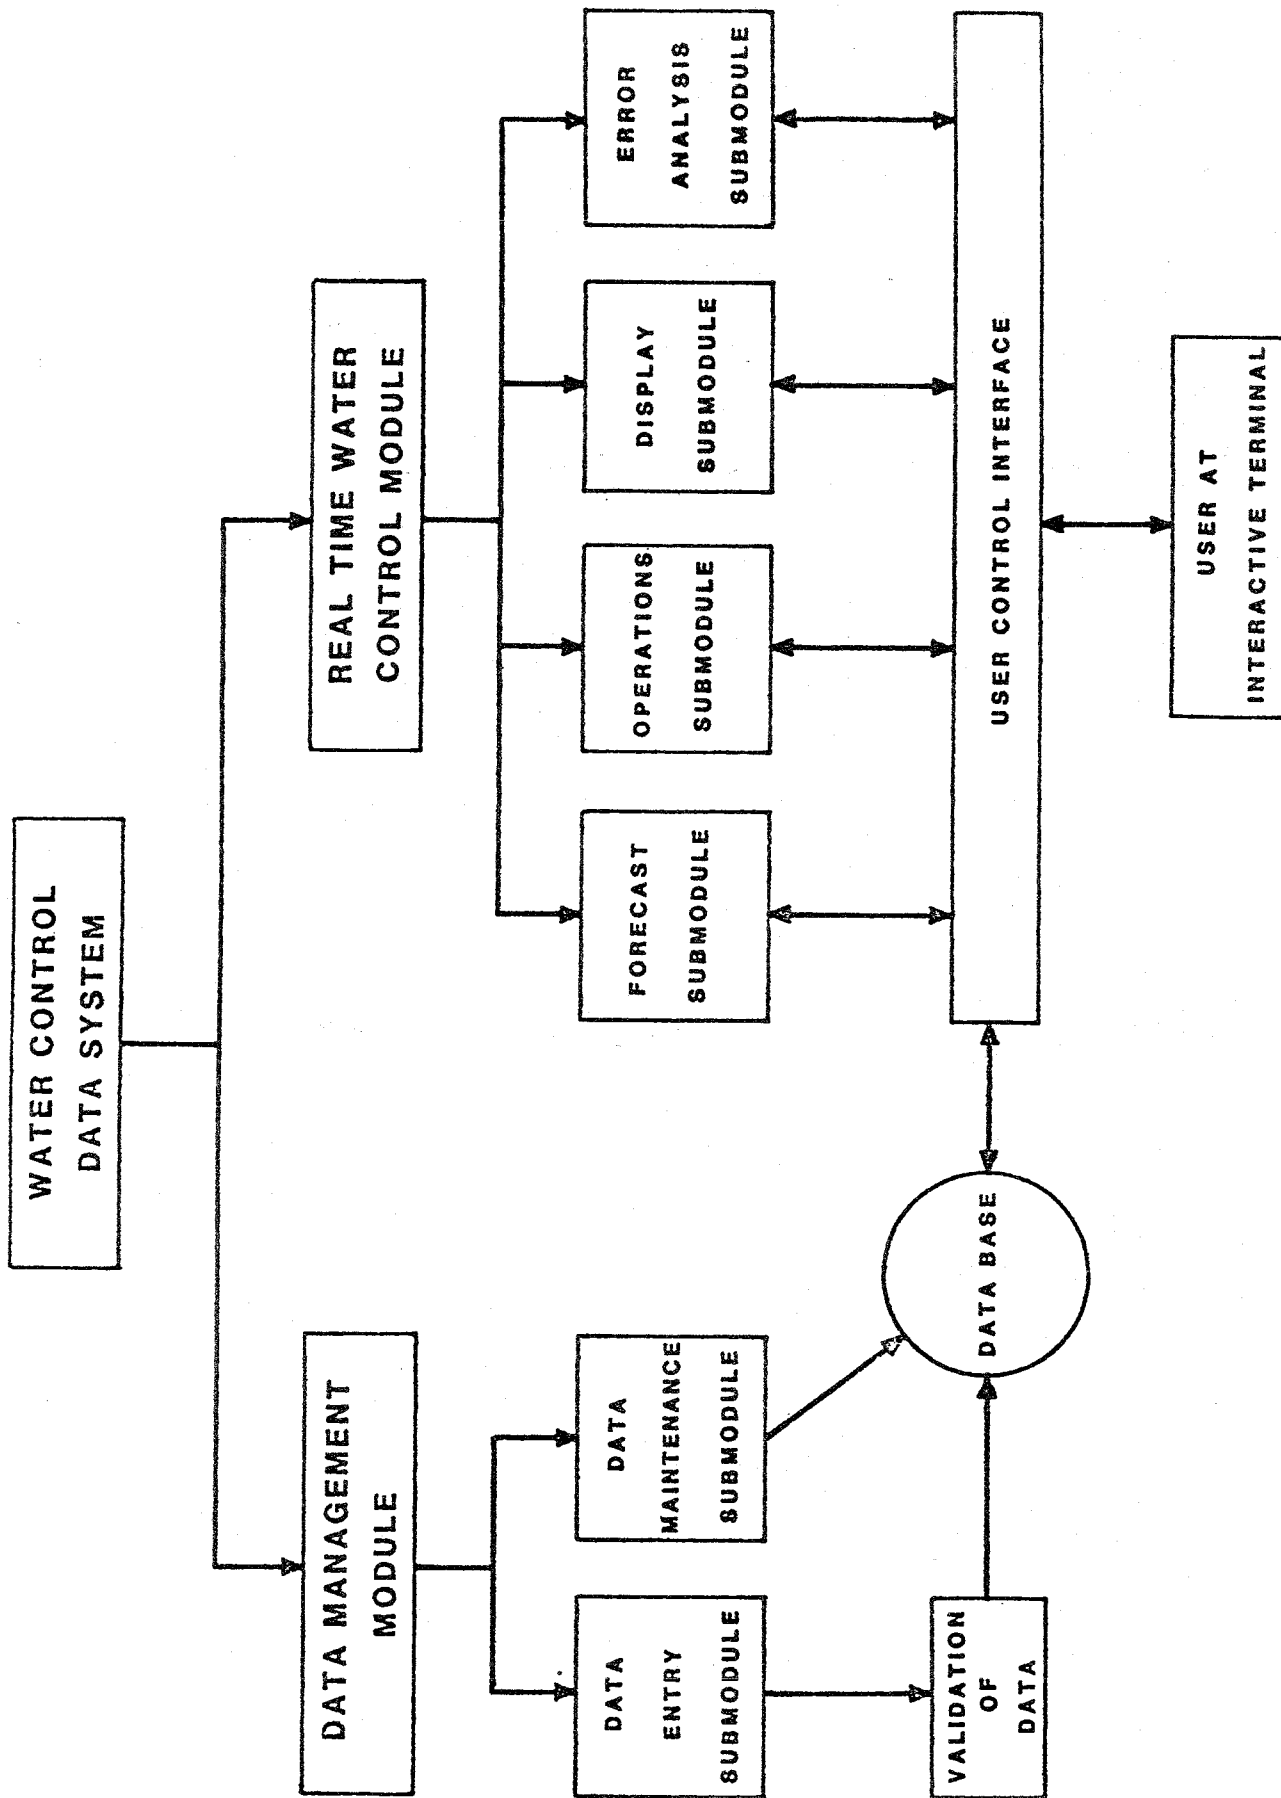 WATER CONTROL
DATA SYSTEM
DATA MANAGEMENT
MODULE
REAL TIME WATER
CONTROL MODULE
DATA
ENTRY
SUBMODULE
DATA
MAINTENANCE
SUBMODULE
FORECAST
SUBMODULE
OPERATIONS
SUBMODULE
DISPLAY
SUBMODULE
ERROR
ANALYSIS
SUBMODULE
VALIDATION
OF
DATA
DATA BASE
USER CONTROL INTERFACE
USER AT
INTERACTIVE TERMINAL